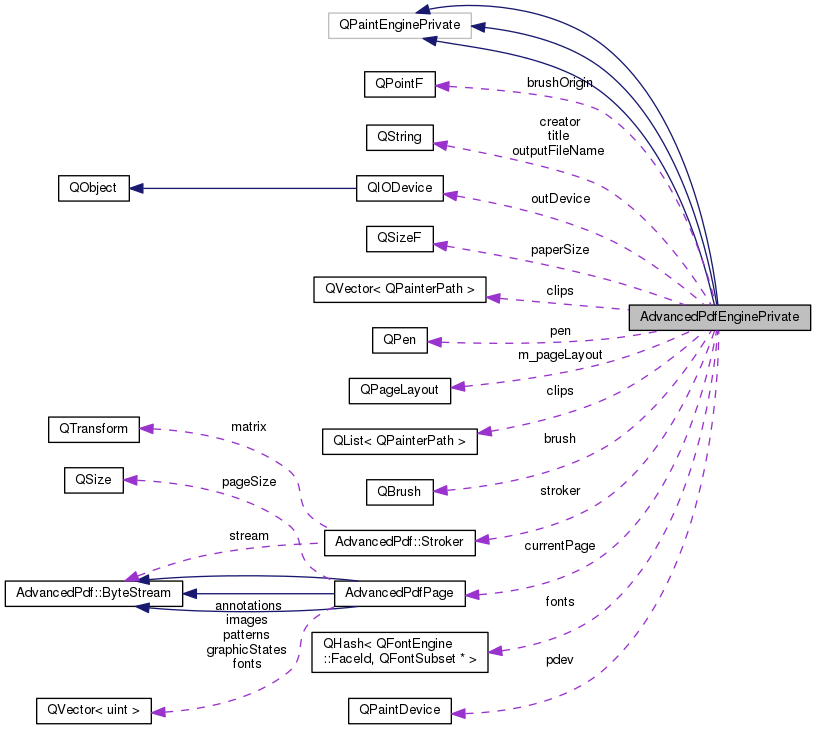 QPaintEnginePrivate
QPointF
brushOrigin
creator
title
outputFileName
QString
QObject
QIODevice
outDevice
QSizeF
paperSize
QVector< QPainterPath >
clips
AdvancedPdfEnginePrivate
QPen
pen
m_pageLayout
QPageLayout
clips
QTransform
matrix
QList< QPainterPath >
brush
QSize
pageSize
QBrush
stroker
stream
AdvancedPdf::Stroker
currentPage
AdvancedPdf::ByteStream
AdvancedPdfPage
annotations
images
patterns
graphicStates
fonts
fonts
QHash< QFontEngine
::FaceId, QFontSubset * >
pdev
QVector< uint >
QPaintDevice